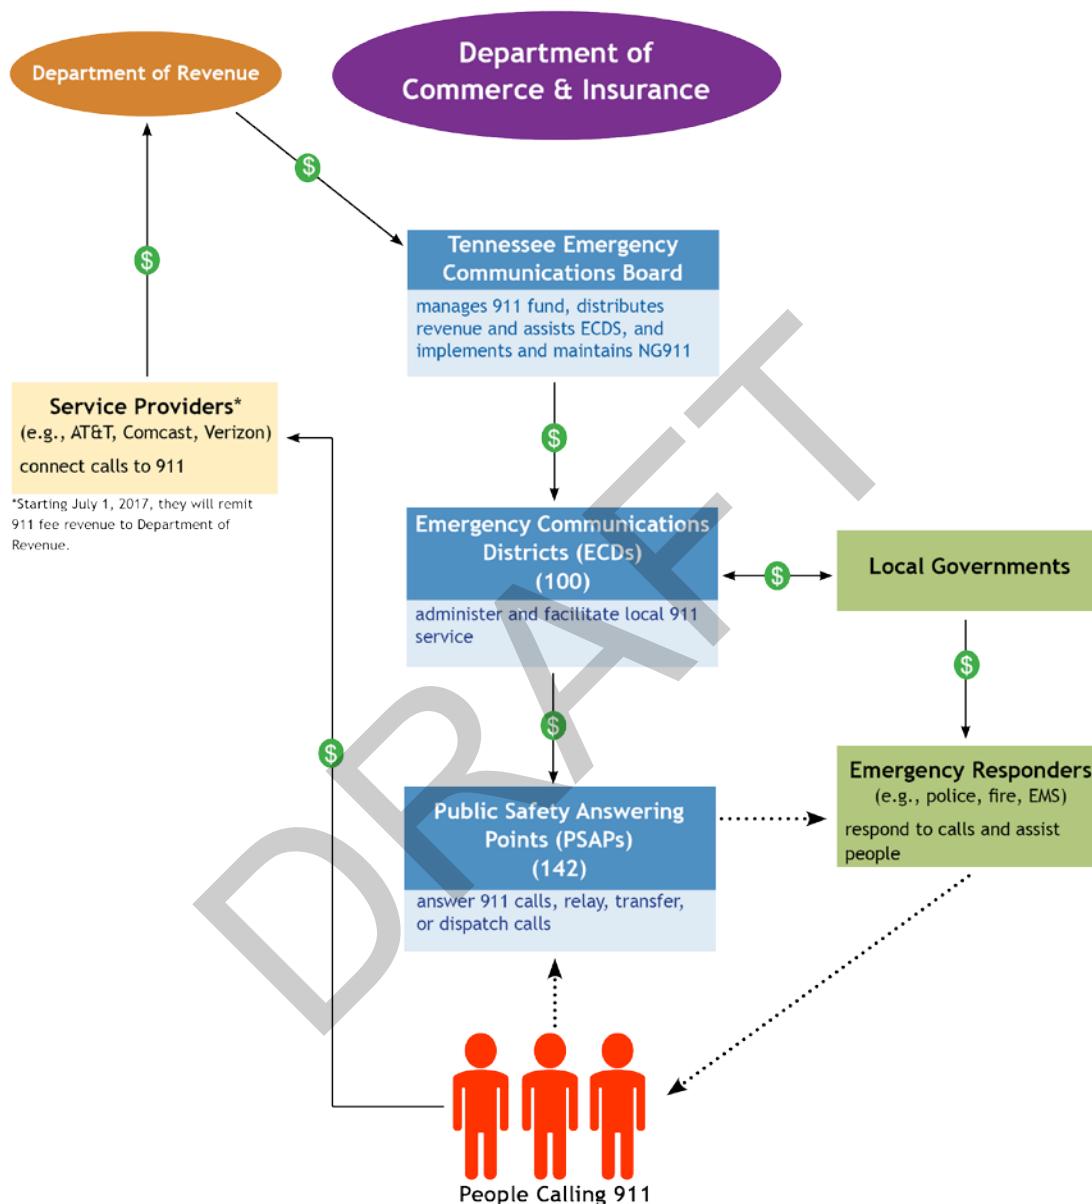 Department of Revenue
Department of
Commerce & Insurance
$
$
Tennessee Emergency
Communications Board
manages 911 fund, distributes
revenue and assists ECDS, and
implements and maintains NG911
Service Providers*
(e.g., AT&T, Comcast, Verizon)
connect calls to 911
*Starting July 1, 2017, they will remit
911 fee revenue to Department of
Revenue.
$
Emergency Communications
Districts (ECDs)
(100)
administer and facilitate local 911
service
$
Local Governments
$
$
$
Emergency Responders
(e.g., police, fire, EMS)
respond to calls and assist
people
Public Safety Answering
Points (PSAPs)
(142)
answer 911 calls, relay, transfer,
or dispatch calls
People Calling 911
DRAFT